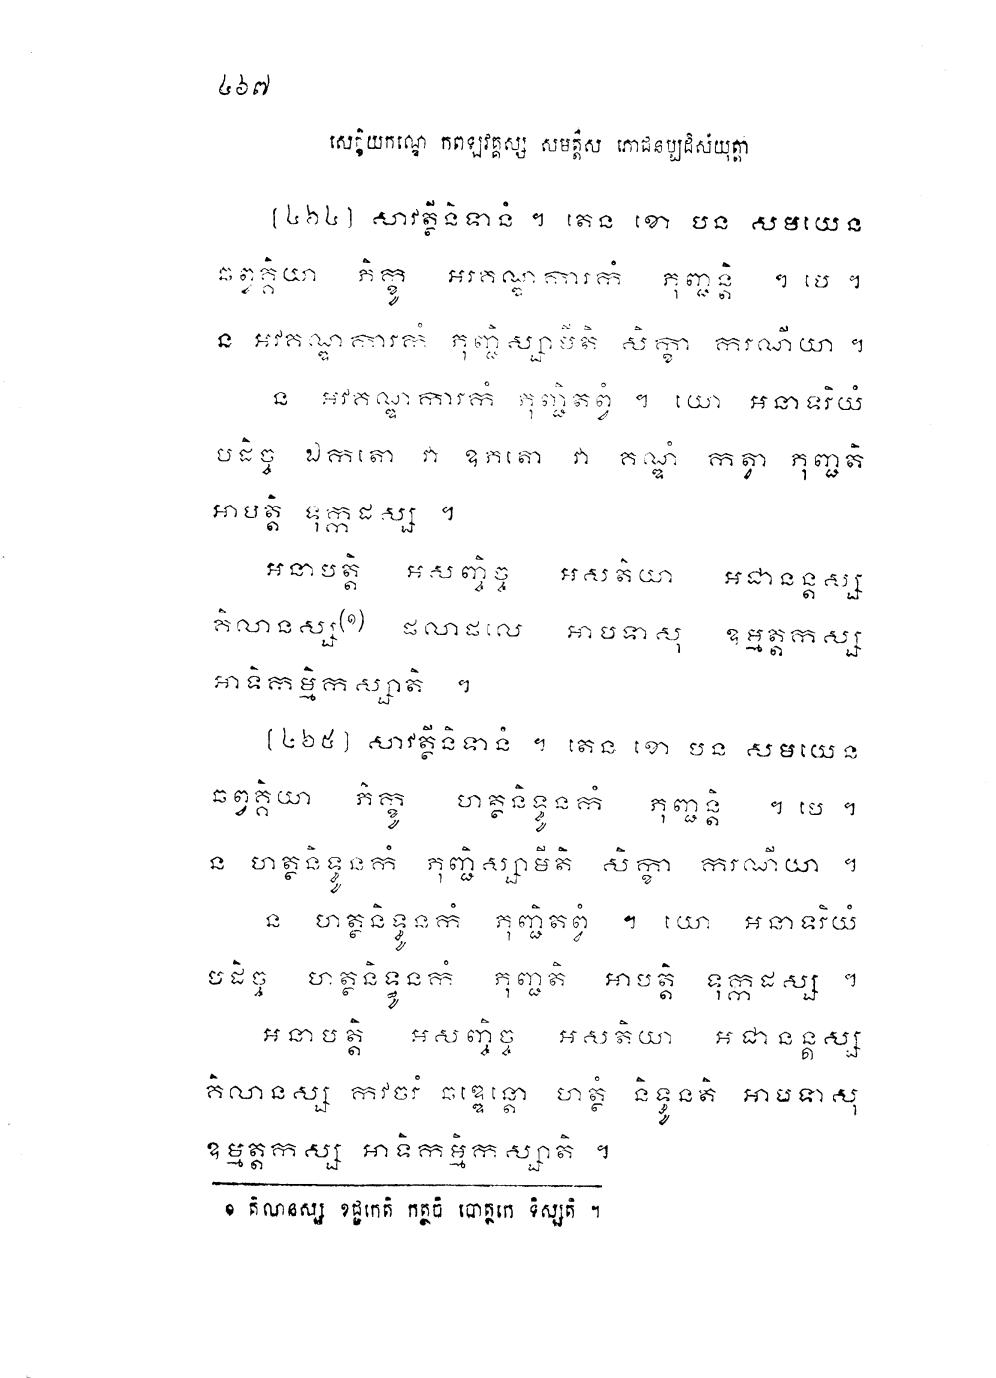 ៤៦៧
សេក្ខិយកណ្ឌេ កពឡវគ្គស្ស សមត្តឹស ភោជនប្បដិសំយុត្តា
(៤៦៤) សាវត្ថីនិទានំ ។ តេន ខោ បន សមយេន
ឆព្វគ្គិយា ភិក្ខូ អវគណ្ឌការកំ ភុញ្ជន្តិ ។ បេ ។
ន អវគណ្ឌការកំ ភុញ្ជិស្សាមីតិ សិក្ខា ករណីយា ។
ន អវគណ្ឌការកំ ភុញ្ជិតព្វំ ។ យោ អនាទរិយំ
បដិច្ច ឯកតោ វា ឧភតោ វា គណ្ឌំ កត្វា ភុញ្ជតិ
អាបត្តិ ទុក្កដស្ស ។
អនាបត្តិ អសញ្ចិច្ច អសតិយា អជានន្តស្ស
គិលានស្ស(១) ផលាផលេ អាបទាសុ ឧម្មត្តកស្ស
អាទិកម្មិកស្សាតិ ។
(៤៦៥) សាវត្ថីនិទានំ ។ តេន ខោ បន សមយេន
ឆព្វគ្គិយា ភិក្ខូ ហត្ថនិទ្ធូនកំ ភុញ្ជន្តិ ។ បេ ។
ន ហត្ថនិទ្ធូនកំ ភុញ្ជិស្សាមីតិ សិក្ខា ករណីយា ។
ន ហត្ថនិទ្ធូនកំ ភុញ្ជិតព្វំ ។ យោ អនាទរិយំ
បដិច្ច ហត្ថនិទ្ធូនកំ ភុញ្ជតិ អាបត្តិ ទុក្កដស្ស ។
អនាបត្តិ អសញ្ចិច្ច អសតិយា អជានន្តស្ស
គិលានស្ស កវចរំ ឆឌ្ឌេន្តោ ហត្ថំ និទ្ធូនតិ អាបទាសុ
ឧម្មត្តកស្ស អាទិកម្មិកស្សាតិ ។
១ គិលានស្ស ខជ្ជកេតិ កត្ថចិ បោត្ថកេ ទិស្សតិ ។